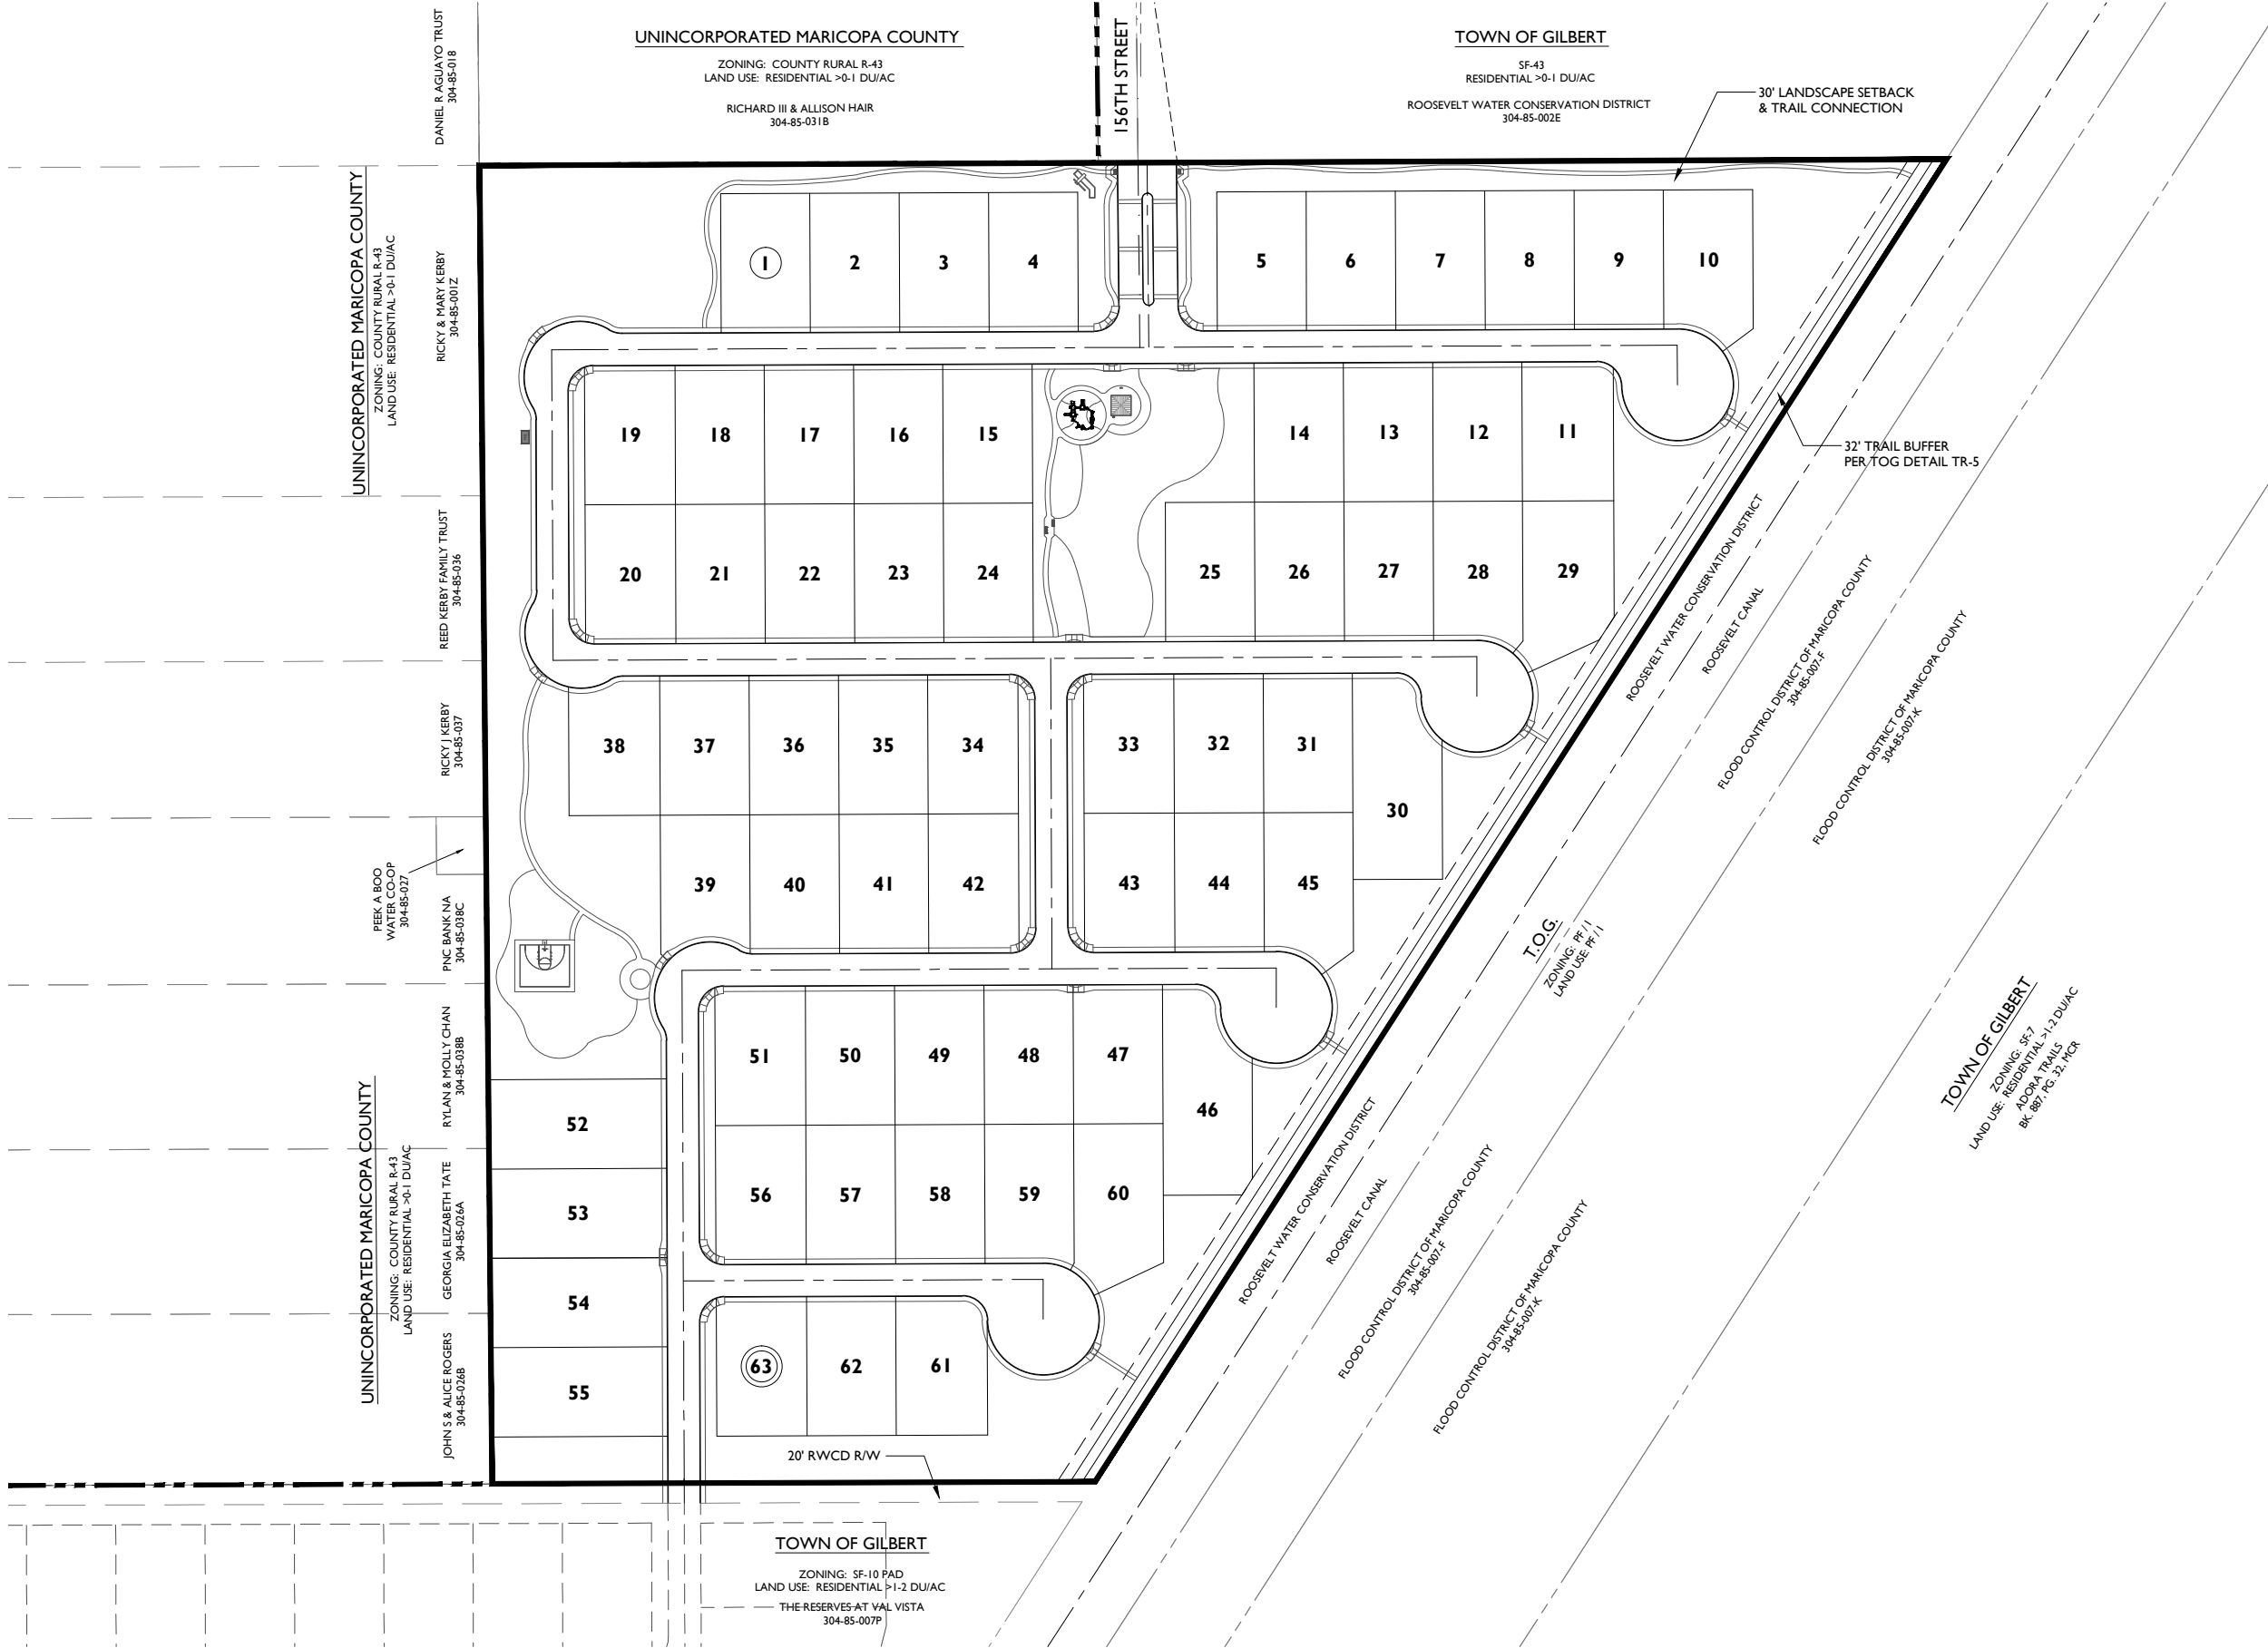 UNINCORPORATED MARICOPA COUNTY
ZONING: COUNTY RURAL R-43
LAND USE: RESIDENTIAL >0-1 DU/AC
RICHARD III & ALLISON HAIR
304-85-031B
156TH STREET
TOWN OF GILBERT
SF-43
RESIDENTIAL >0-1 DU/AC
ROOSEVELT WATER CONSERVATION DISTRICT
304-85-002E
30' LANDSCAPE SETBACK
& TRAIL CONNECTION
DANIEL R AGUAYO TRUST
304-85-018
UNINCORPORATED MARICOPA COUNTY
ZONING: COUNTY RURAL R-43
LAND USE: RESIDENTIAL >0-1 DU/AC
RICKY & MARY KERBY
304-85-001Z
REED KERBY FAMILY TRUST
304-85-036
RICKY J KERBY
304-85-037
PEEK A BOO
WATER CO-OP
304-85-027
PNC BANK NA
304-85-038C
RYLAN & MOLLY CHAN
304-85-038B
UNINCORPORATED MARICOPA COUNTY
ZONING: COUNTY RURAL R-43
LAND USE: RESIDENTIAL >0-1 DU/AC
GEORGIA ELIZABETH TATE
304-85-026A
JOHN S & ALICE ROGERS
304-85-026B
1
2
3
4
5
6
7
8
9
10
19
18
17
16
15
14
13
12
11
32' TRAIL BUFFER
PER TOG DETAIL TR-5
20
21
22
23
24
25
26
27
28
29
38
37
36
35
34
33
32
31
30
39
40
41
42
43
44
45
51
50
49
48
47
46
52
53
54
55
56
57
58
59
60
63
62
61
ROOSEVELT WATER CONSERVATION DISTRICT
ROOSEVELT CANAL
FLOOD CONTROL DISTRICT OF MARICOPA COUNTY
304-85-007-F
FLOOD CONTROL DISTRICT OF MARICOPA COUNTY
304-85-007-K
T.O.G.
ZONING: PF / I
LAND USE: PF / I
TOWN OF GILBERT
ZONING: SF-7
LAND USE: RESIDENTIAL >1-2 DU/AC
ADORA TRAILS
BK. 887, PG. 32, MCR
ROOSEVELT WATER CONSERVATION DISTRICT
ROOSEVELT CANAL
FLOOD CONTROL DISTRICT OF MARICOPA COUNTY
304-85-007-F
FLOOD CONTROL DISTRICT OF MARICOPA COUNTY
304-85-007-K
20' RWCD R/W
TOWN OF GILBERT
ZONING: SF-10 PAD
LAND USE: RESIDENTIAL >1-2 DU/AC
THE RESERVES AT VAL VISTA
304-85-007P